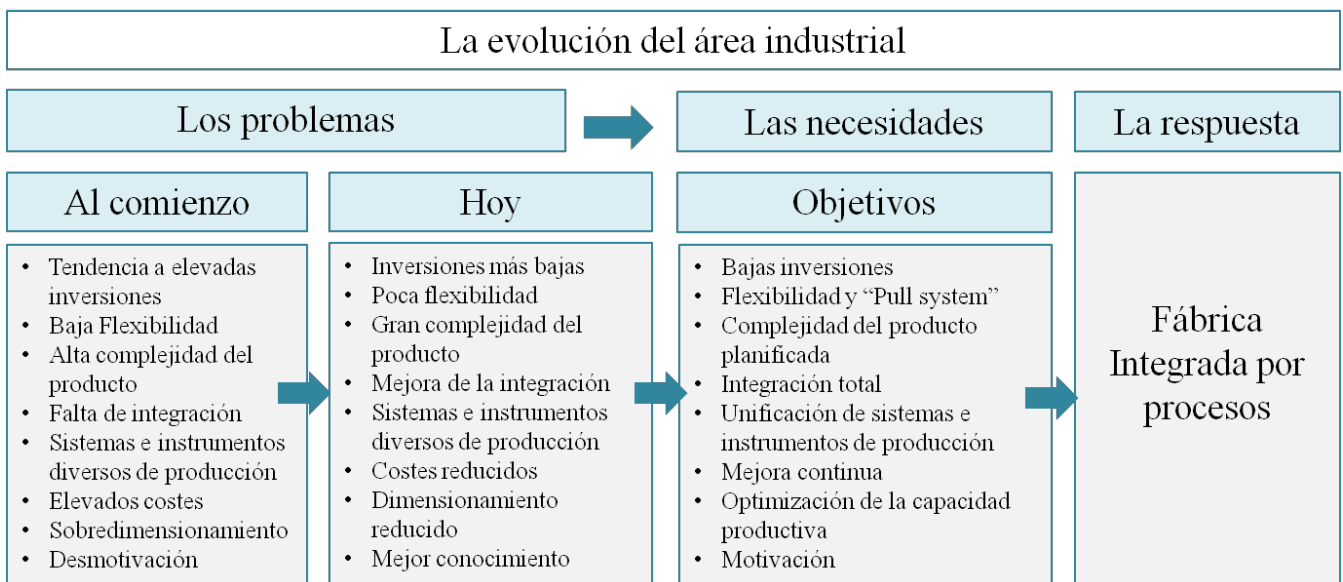 La evolución del área industrial
Los problemas
Las necesidades
La respuesta
Al comienzo
• Tendencia a elevadas
inversiones
• Baja Flexibilidad
• Alta complejidad del
producto
• Falta de integración
• Sistemas e instrumentos
diversos de producción
• Elevados costes
• Sobredimensionamiento
• Desmotivación
Hoy
• Inversiones más bajas
• Poca flexibilidad
• Gran complejidad del
producto
• Mejora de la integración
• Sistemas e instrumentos
diversos de producción
• Costes reducidos
• Dimensionamiento
reducido
• Mejor conocimiento
Objetivos
• Bajas inversiones
• Flexibilidad y “Pull system”
• Complejidad del producto
planificada
• Integración total
• Unificación de sistemas e
instrumentos de producción
• Mejora continua
• Optimización de la capacidad
productiva
• Motivación
Fábrica
Integrada por
procesos